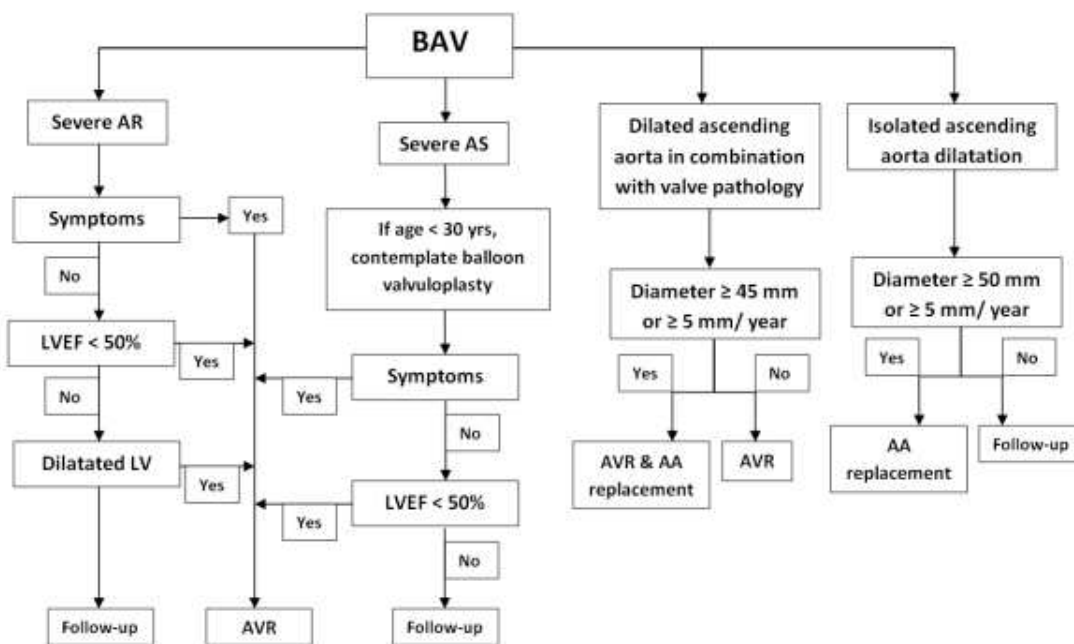 BAV
Severe AR
Symptoms
Yes
No
LVEF < 50%
Yes
No
Dilatated LV
Yes
Follow-up
AVR
Severe AS
If age < 30 yrs,
contemplate balloon
valvuloplasty
Symptoms
Yes
No
LVEF < 50%
Yes
No
Follow-up
Dilated ascending
aorta in combination
with valve pathology
Diameter ≥ 45 mm
or ≥ 5 mm/ year
Yes
No
AVR & AA
replacement
AVR
Isolated ascending
aorta dilatation
Diameter ≥ 50 mm
or ≥ 5 mm/ year
Yes
No
AA
replacement
Follow-up